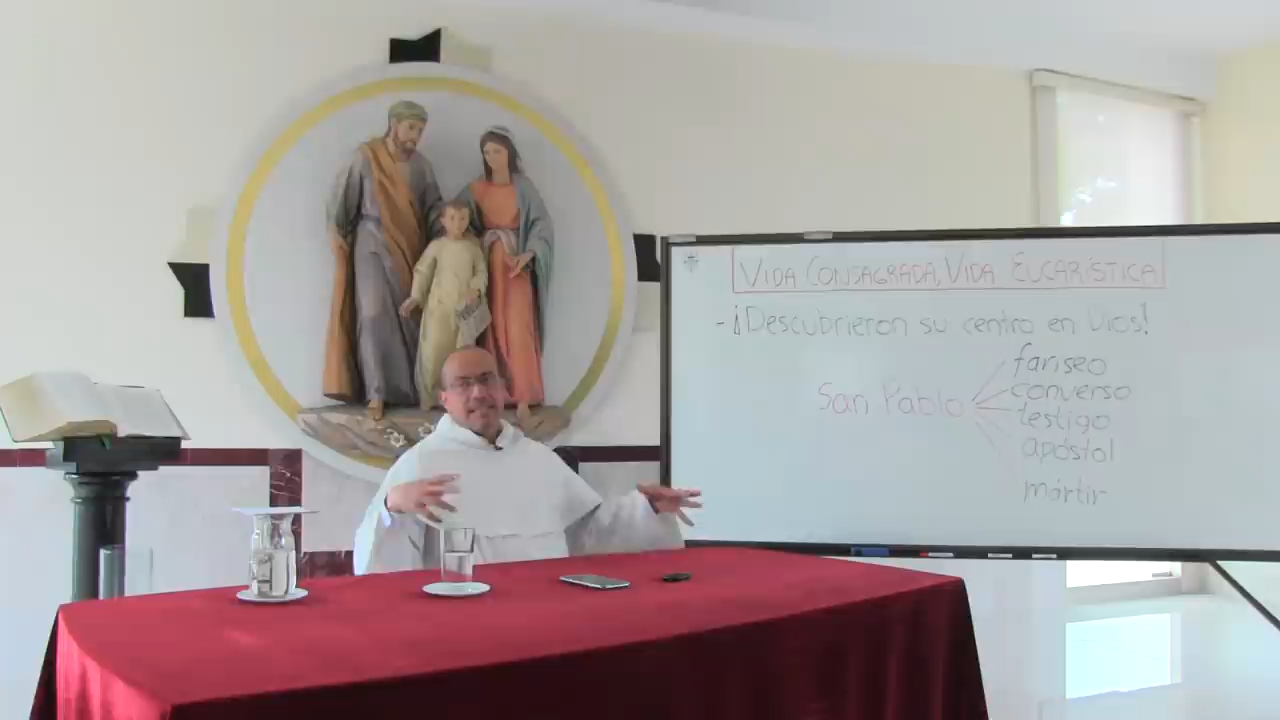 VIDA CONSAGRADA, VIDA EUCARÍSTICA
- ¡Descubrieron su centro en Dios!
fariseo
converso
San Pablo
testigo
apóstol
mártir